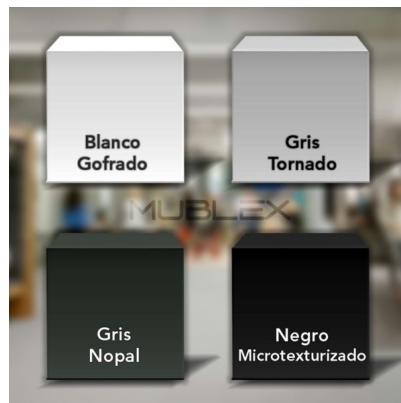 Blanco
Gofrado
Gris
Tornado
MUBLEX
Gris
Nopal
Negro
Microtexturizado